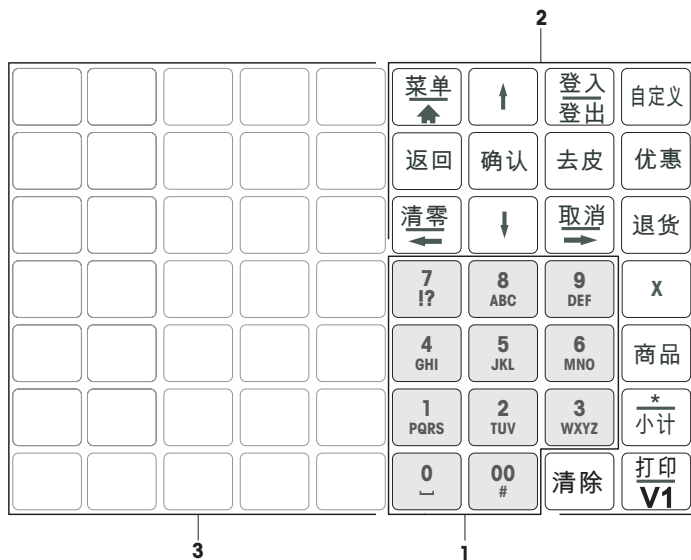 2
菜单
登入
登出
自定义
返回
确认
去皮
优惠
清零
取消
退货
7
!?
8
ABC
9
DEF
X
4
GHI
5
JKL
6
MNO
商品
1
PQRS
2
TUV
3
WXYZ
*
小计
0
00
#
清除
打印
V1
3
1